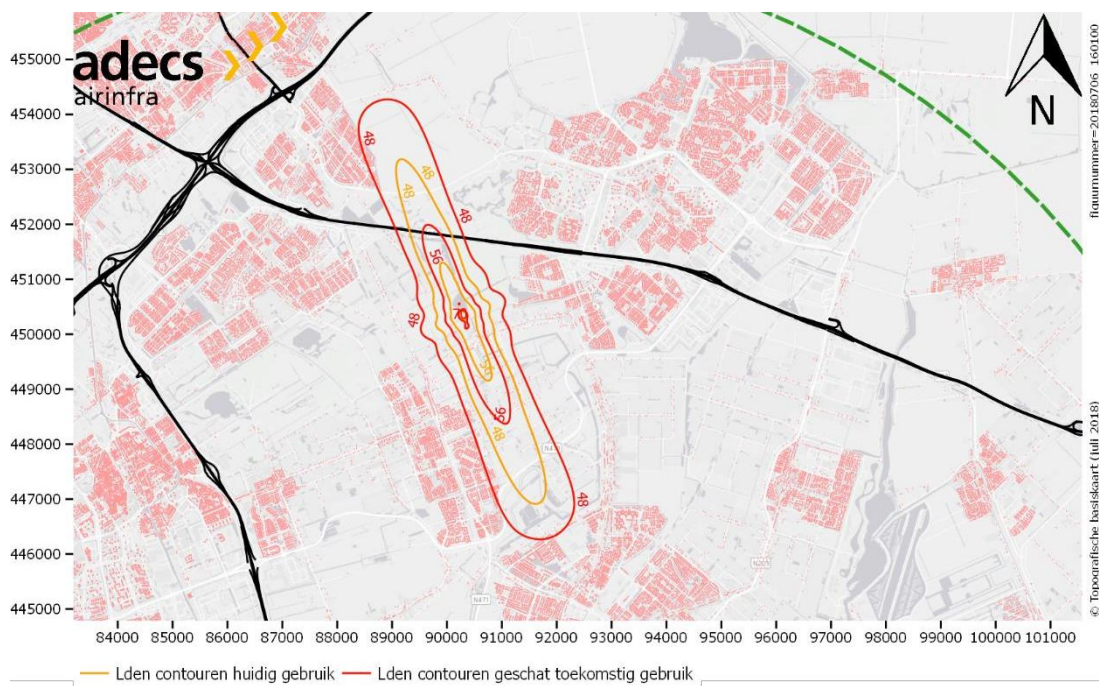 adecs
airinfra
N
figuurnummer=20180706_160100
© Topografische basiskaart (juli 2018)
455000
454000
453000
452000
451000
450000
449000
448000
447000
446000
445000
48
48
48
48
56
48
56
48
48
N471
N209
84000 85000 86000 87000 88000 89000 90000 91000 92000 93000 94000 95000 96000 97000 98000 99000 100000 101000
Lden contouren huidig gebruik Lden contouren geschat toekomstig gebruik